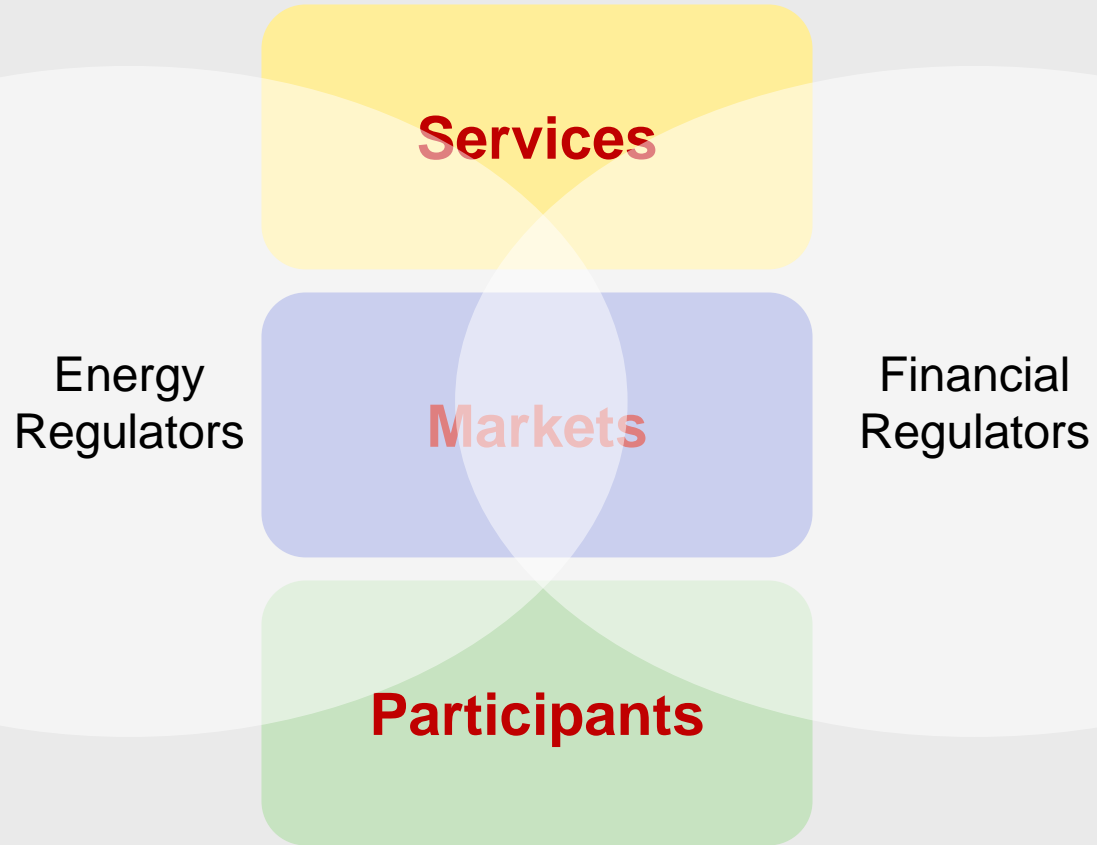 Services
Energy
Regulators
Markets
Financial
Regulators
Participants